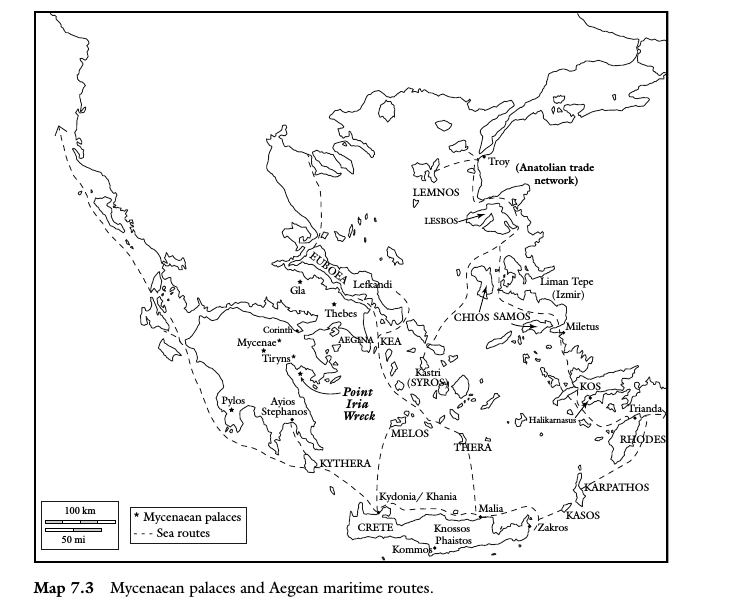 Troy
(Anatolian trade
network)
LEMNOS
LESBOS
EUBOEA
Gla
Lefkandi
Liman Tepe
(Izmir)
Thebes
CHIOS
SAMOS
Miletus
Corinth
Mycenae
AEGINA
KEA
Tiryns
Kastri
(SYROS)
KOS
Point
Iria
Wreck
Pylos
Ayios
Stephanos
Halikarnasus
Trianda
MELOS
THERA
RHODES
KYTHERA
KARPATHOS
Kydonia/ Khania
Malia
KASOS
CRETE
Knossos
Zakros
Phaistos
Kommos
100 km
50 mi
* Mycenaean palaces
--- Sea routes
Map 7.3 Mycenaean palaces and Aegean maritime routes.